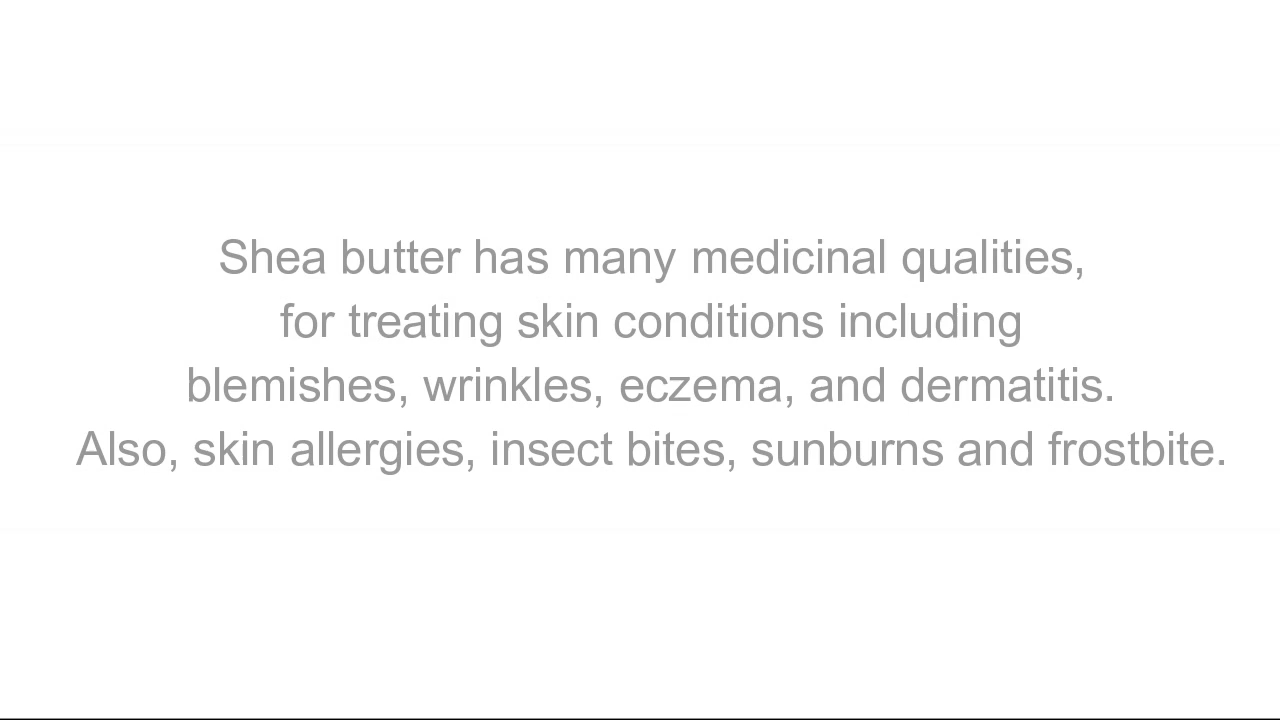 Shea butter has many medicinal qualities,
for treating skin conditions including
blemishes, wrinkles, eczema, and dermatitis.
Also, skin allergies, insect bites, sunburns and frostbite.